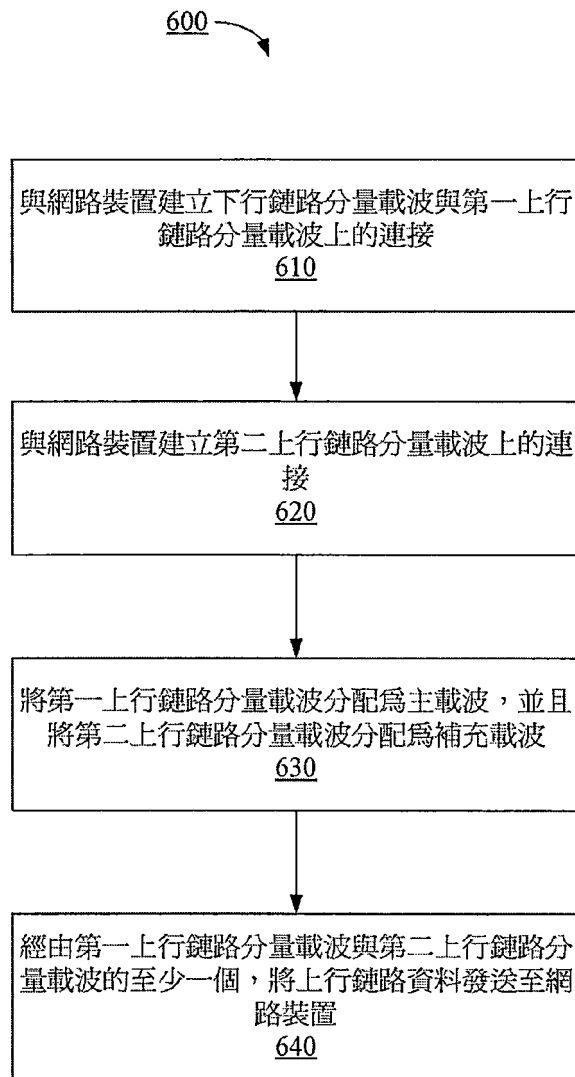 600
與網路裝置建立下行鏈路分量載波與第一上行
鏈路分量載波上的連接
610
與網路裝置建立第二上行鏈路分量載波上的連
接
620
將第一上行鏈路分量載波分配爲主載波，並且
將第二上行鏈路分量載波分配爲補充載波
630
經由第一上行鏈路分量載波與第二上行鏈路分
量載波的至少一個，將上行鏈路資料發送至網
路裝置
640